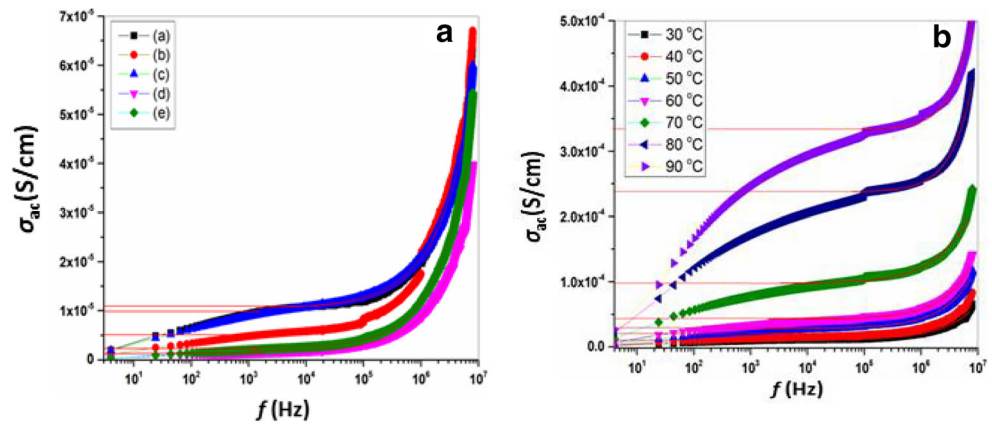 a
7x10⁻⁵
6x10⁻⁵
5x10⁻⁵
4x10⁻⁵
3x10⁻⁵
2x10⁻⁵
1x10⁻⁵
0
σac(S/cm)
(a)
(b)
(c)
(d)
(e)
10¹ 10² 10³ 10⁴ 10⁵ 10⁶ 10⁷
f (Hz)
b
5.0x10⁻⁴
4.0x10⁻⁴
3.0x10⁻⁴
2.0x10⁻⁴
1.0x10⁻⁴
0.0
σac(S/cm)
30 °C
40 °C
50 °C
60 °C
70 °C
80 °C
90 °C
10¹ 10² 10³ 10⁴ 10⁵ 10⁶ 10⁷
f (Hz)